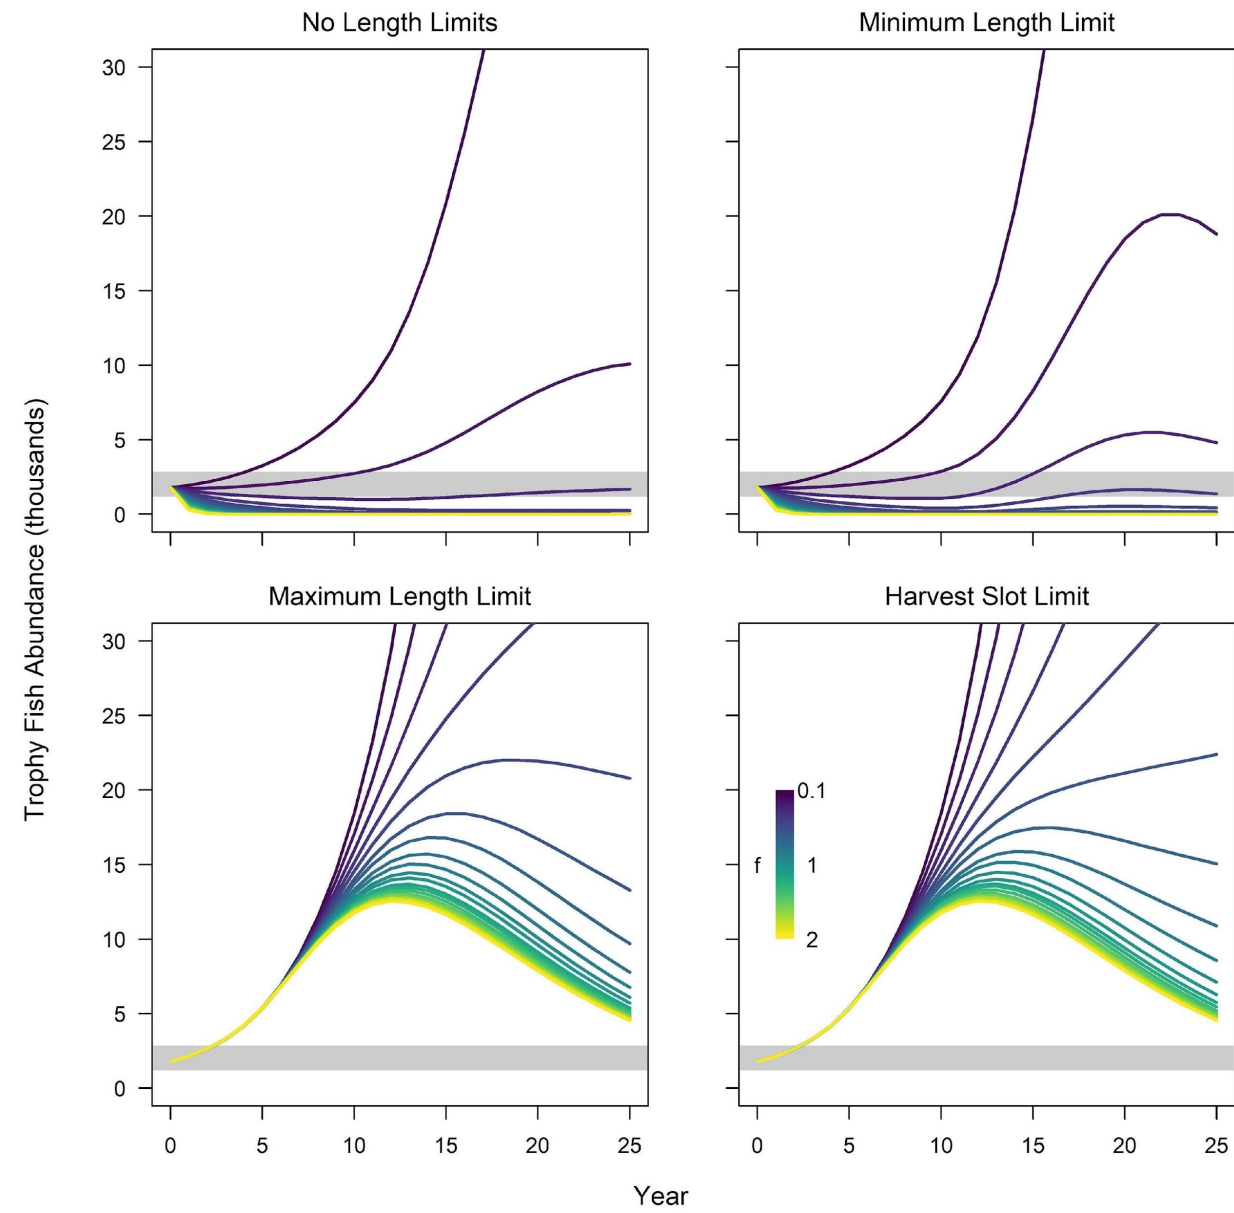 No Length Limits
Minimum Length Limit
30
25
20
15
10
5
0
Maximum Length Limit
Harvest Slot Limit
30
25
20
15
10
5
0
0.1
f
1
2
0 5 10 15 20 25
0 5 10 15 20 25
Year
Trophy Fish Abundance (thousands)